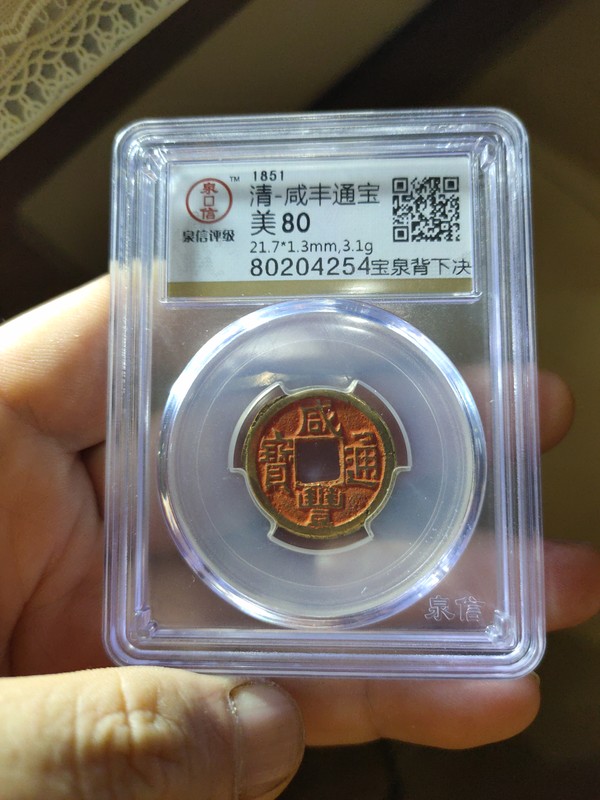 泉信
™
泉信评级
1851
清-咸丰通宝
美80
21.7*1.3mm,3.1g
80204254宝泉背下决
咸豐通寶
泉信